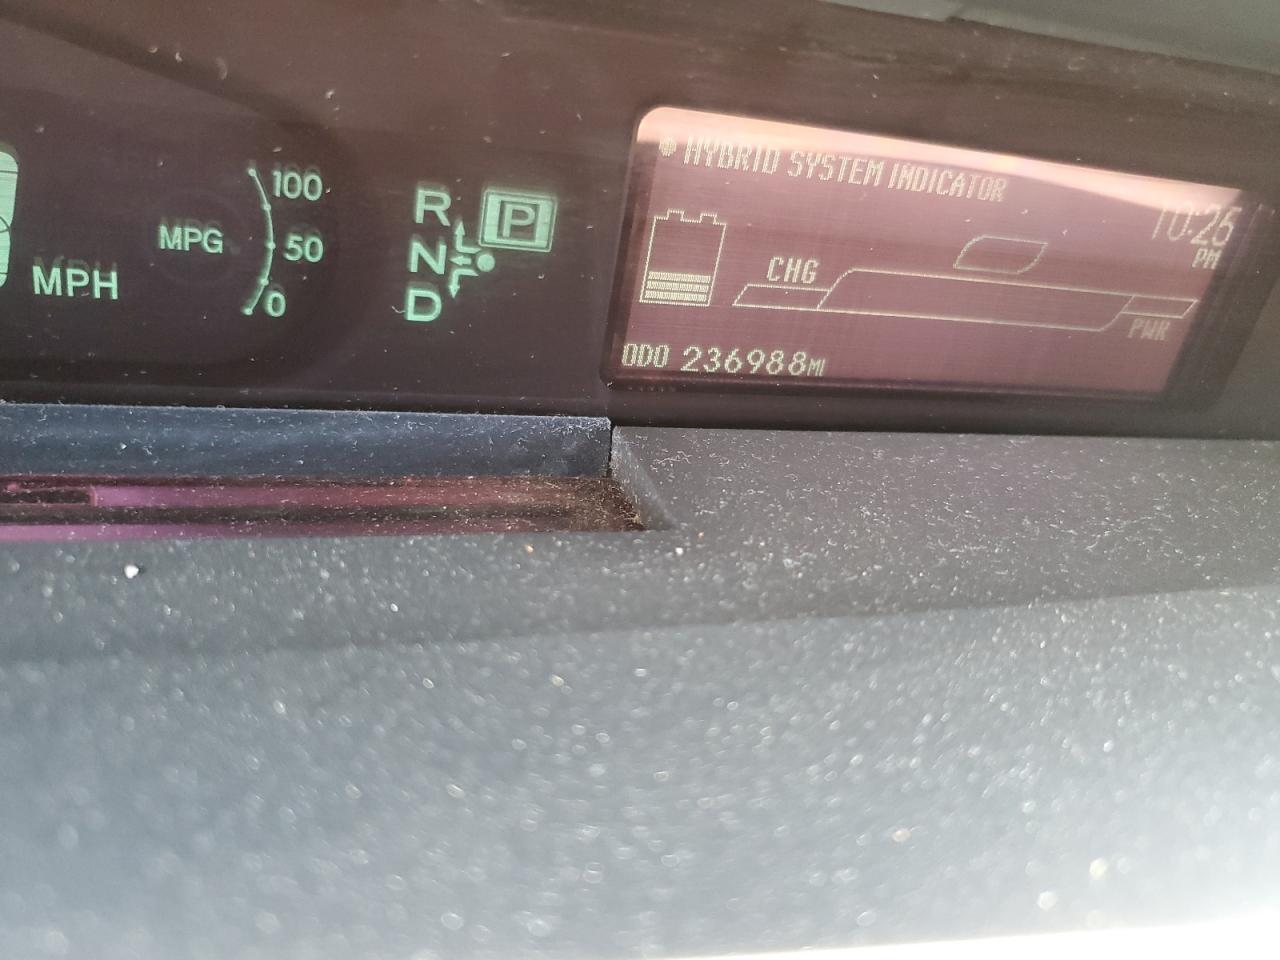 100
MPG
50
0
MPH
R
P
N
D
HYBRID SYSTEM INDICATOR
10:25
PM
CHG
PWR
ODO 236988MI